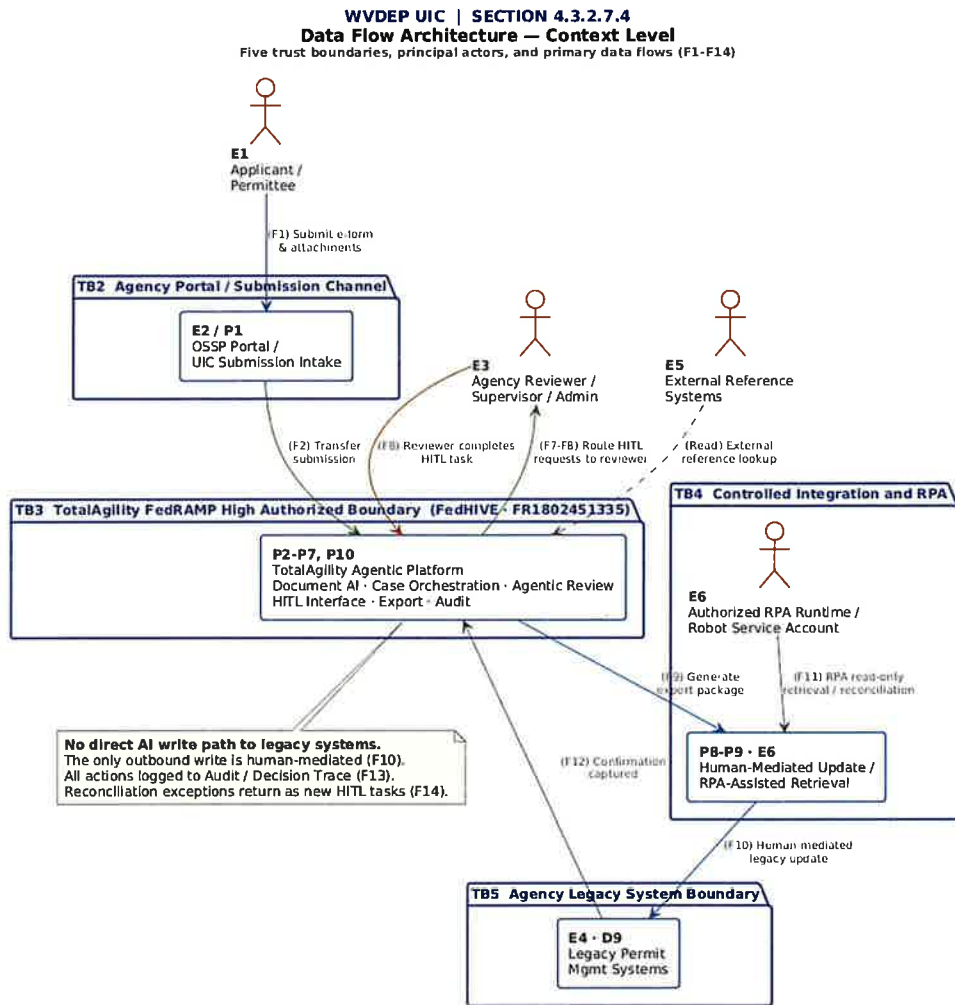 WVDEP UIC | SECTION 4.3.2.7.4
Data Flow Architecture — Context Level
Five trust boundaries, principal actors, and primary data flows (F1-F14)
E1
Applicant /
Permittee
(F1) Submit e-form
& attachments
TB2 Agency Portal / Submission Channel
E2 / P1
OSSP Portal /
UIC Submission Intake
E3
Agency Reviewer /
Supervisor / Admin
E5
External Reference
Systems
(F2) Transfer
submission
(F8) Reviewer completes
HITL task
(F7-F8) Route HITL
requests to reviewer
(Read) External
reference lookup
TB3 TotalAgility FedRAMP High Authorized Boundary (FedHIVE · FR1802451335)
P2-P7, P10
TotalAgility Agentic Platform
Document AI · Case Orchestration · Agentic Review
HITL Interface · Export · Audit
TB4 Controlled Integration and RPA
E6
Authorized RPA Runtime /
Robot Service Account
(F9) Generate
export package
(F11) RPA read-only
retrieval / reconciliation
No direct AI write path to legacy systems.
The only outbound write is human-mediated (F10).
All actions logged to Audit / Decision Trace (F13).
Reconciliation exceptions return as new HITL tasks (F14).
(F12) Confirmation
captured
P8-P9 · E6
Human-Mediated Update /
RPA-Assisted Retrieval
(F10) Human mediated
legacy update
TB5 Agency Legacy System Boundary
E4 · D9
Legacy Permit
Mgmt Systems